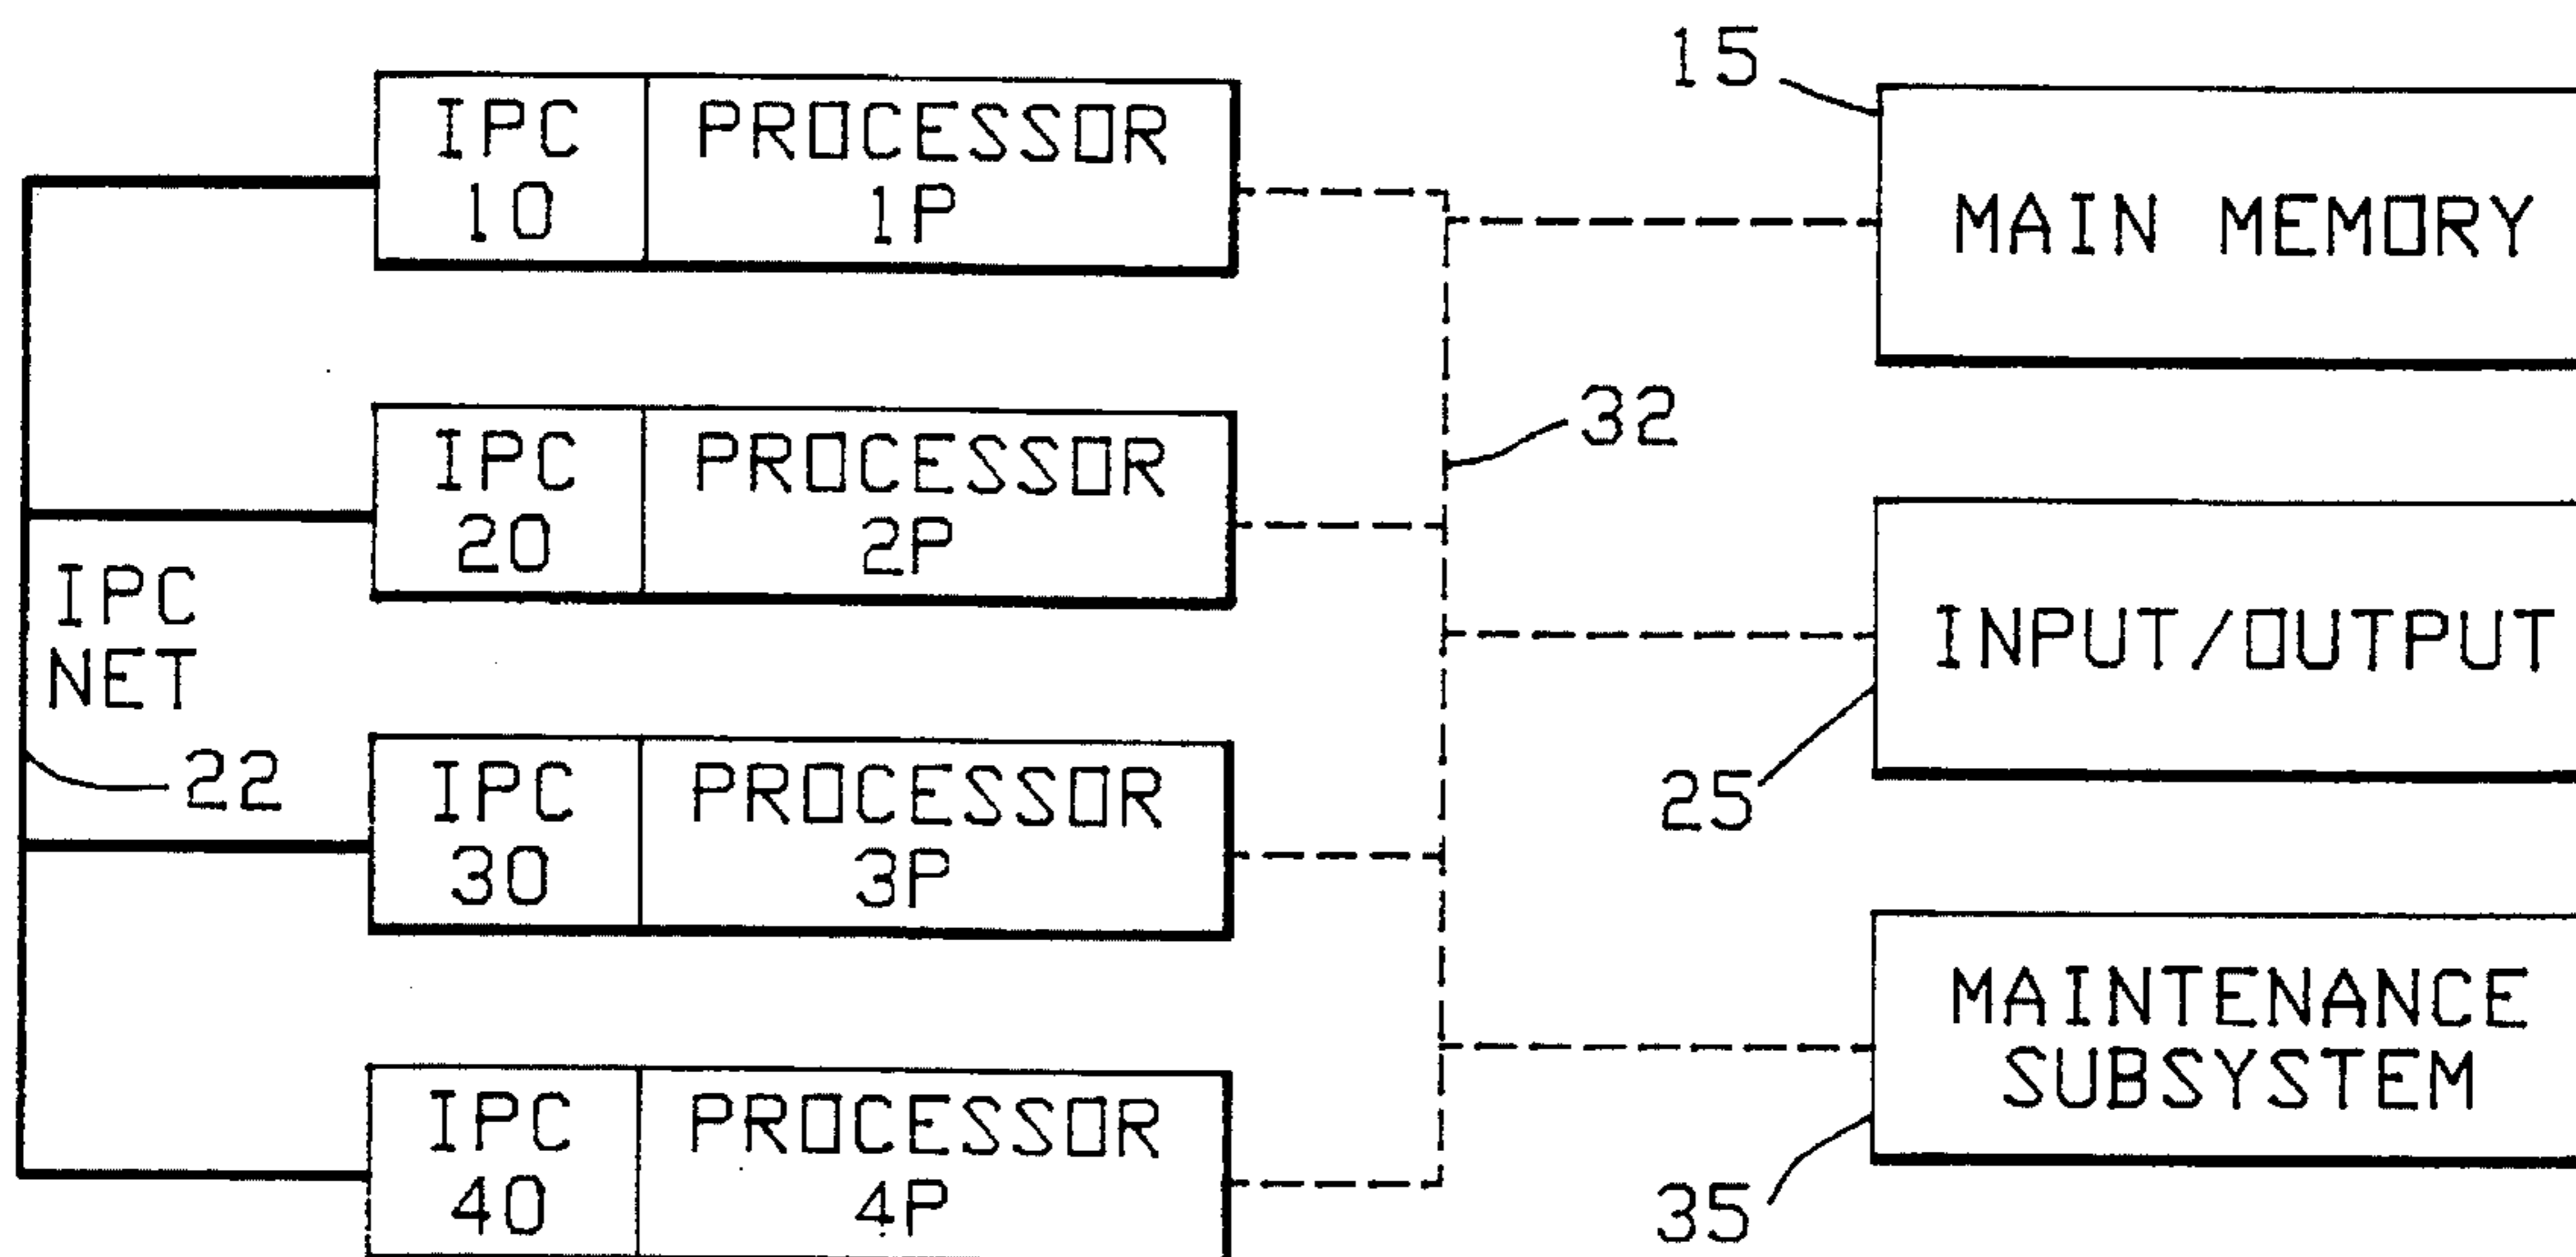 IPC
10
PROCESSOR
1P
15
MAIN MEMORY
IPC
20
PROCESSOR
2P
32
IPC
NET
22
INPUT/OUTPUT
25
IPC
30
PROCESSOR
3P
MAINTENANCE
SUBSYSTEM
35
IPC
40
PROCESSOR
4P